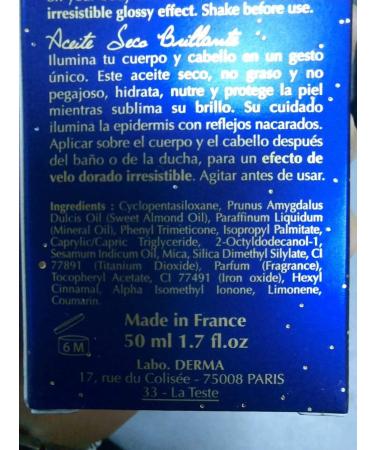 irresistible glossy effect. Shake before use.
Aceite Seco Brillante
Ilumina tu cuerpo y cabello en un gesto
único. Este aceite seco, no graso y no
pegajoso, hidrata, nutre y protege la piel
mientras sublima su brillo. Su cuidado
ilumina la epidermis con reflejos nacarados.
Aplicar sobre el cuerpo y el cabello después
del baño o de la ducha, para un efecto de
velo dorado irresistible. Agitar antes de usar.
Ingredients : Cyclopentasiloxane, Prunus Amygdalus
Dulcis Oil (Sweet Almond Oil), Paraffinum Liquidum
(Mineral Oil), Phenyl Trimeticone, Isopropyl Palmitate,
Caprylic/Capric Triglyceride, 2-Octyldodecanol-1,
Sesamum Indicum Oil, Mica, Silica Dimethyl Silylate, CI
77891 (Titanium Dioxide), Parfum (Fragrance),
Tocopheryl Acetate, CI 77491 (Iron oxide), Hexyl
Cinnamal, Alpha Isomethyl Ionone, Limonene,
Coumarin.
Made in France
6 M
50 ml 1.7 fl.oz
Labo. DERMA
17, rue du Colisée - 75008 PARIS
33 - La Teste